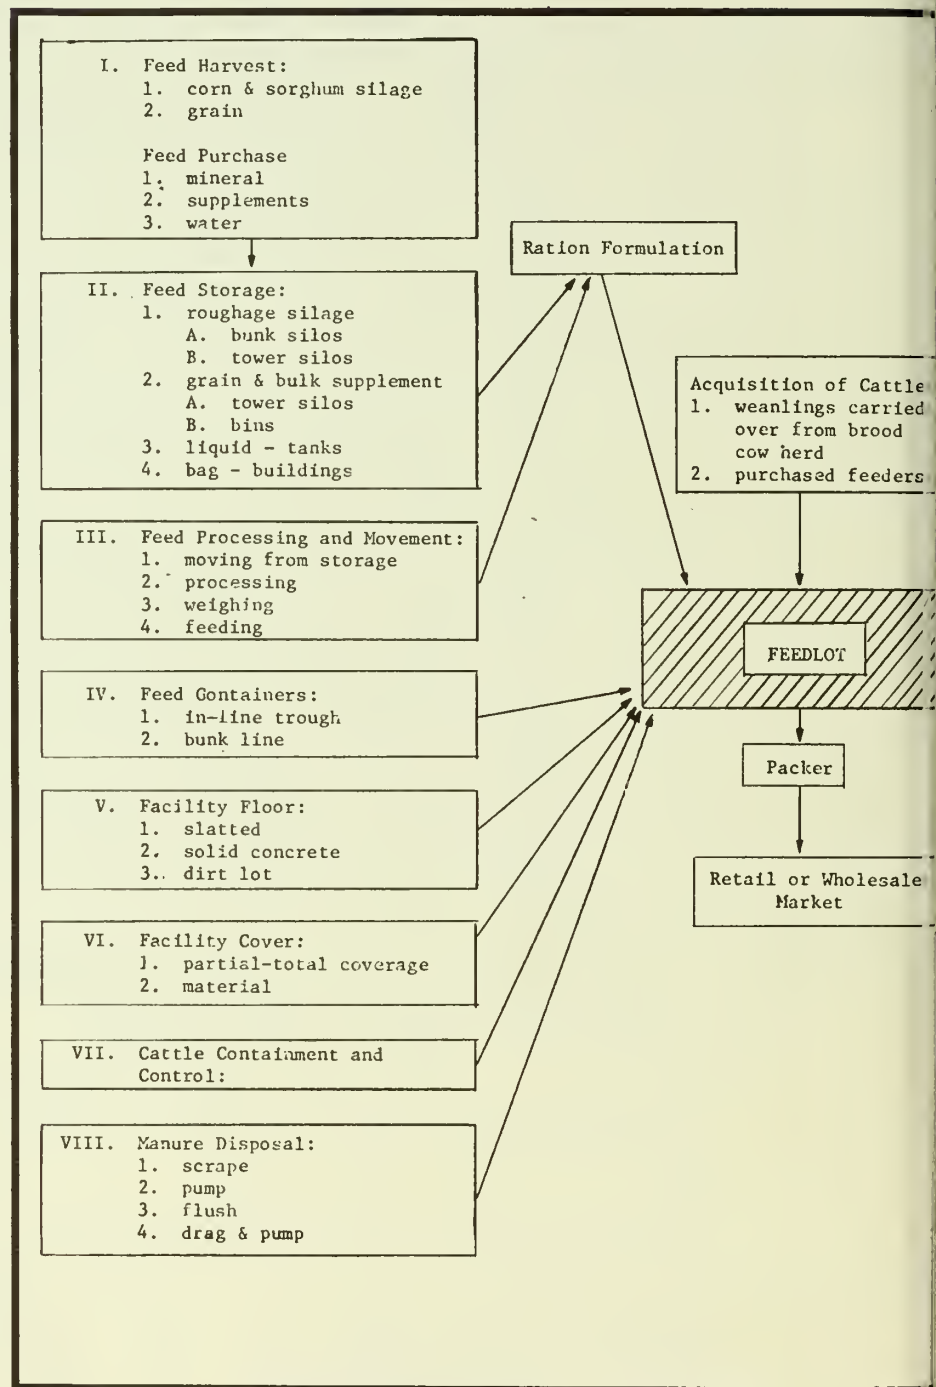 I. Feed Harvest:
1. corn & sorghum silage
2. grain
Feed Purchase
1. mineral
2. supplements
3. water
II. Feed Storage:
1. roughage silage
A. bunk silos
B. tower silos
2. grain & bulk supplement
A. tower silos
B. bins
3. liquid - tanks
4. bag - buildings
III. Feed Processing and Movement:
1. moving from storage
2. processing
3. weighing
4. feeding
IV. Feed Containers:
1. in-line trough
2. bunk line
V. Facility Floor:
1. slatted
2. solid concrete
3. dirt lot
VI. Facility Cover:
1. partial-total coverage
2. material
VII. Cattle Containment and
Control:
VIII. Manure Disposal:
1. scrape
2. pump
3. flush
4. drag & pump
Ration Formulation
Acquisition of Cattle
1. weanlings carried
over from brood
cow herd
2. purchased feeders
FEEDLOT
Packer
Retail or Wholesale
Market